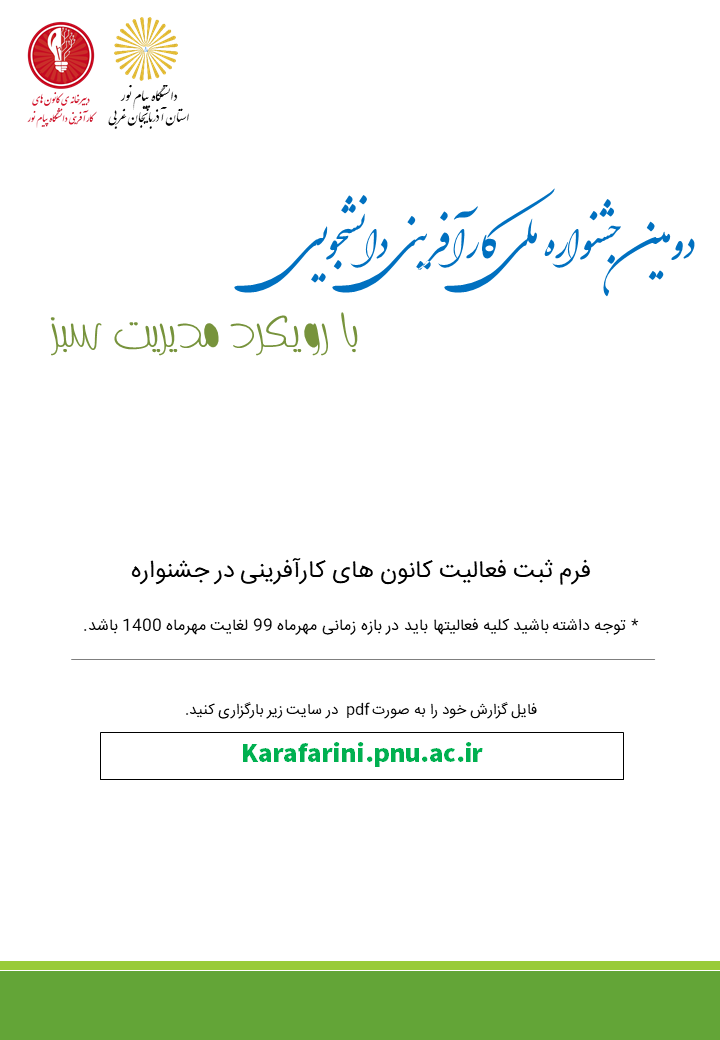 دانشگاه پیام نور
استان آذربایجان غربی
دبیرخانه ی کانون های
کارآفرینی دانشگاه پیام نور
دومین جشنواره ملی کارآفرینی دانشجویی
با رویکرد مدیریت سبز
فرم ثبت فعالیت کانون های کارآفرینی در جشنواره
* توجه داشته باشید کلیه فعالیتها باید در بازه زمانی مهرماه 99 لغایت مهرماه 1400 باشد.
فایل گزارش خود را به صورت pdf در سایت زیر بارگزاری کنید.
Karafarini.pnu.ac.ir